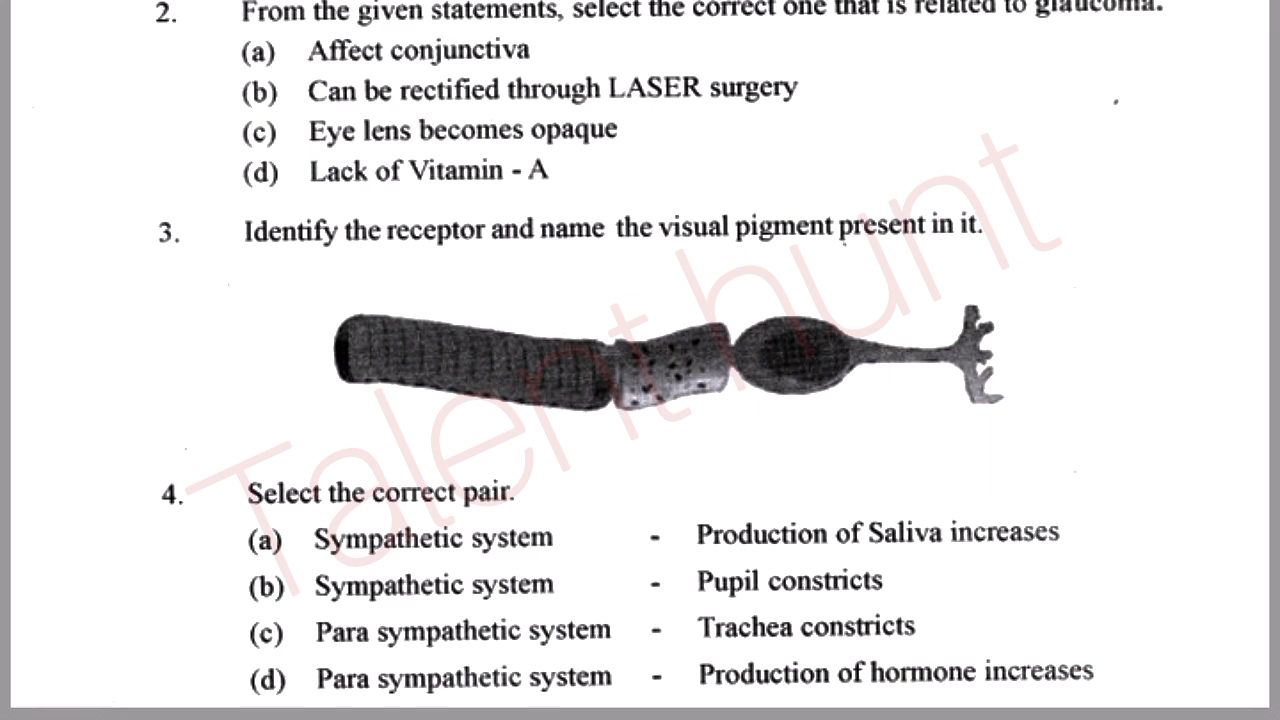 2. From the given statements, select the correct one that is related to glaucoma.
(a) Affect conjunctiva
(b) Can be rectified through LASER surgery
(c) Eye lens becomes opaque
(d) Lack of Vitamin - A
3. Identify the receptor and name the visual pigment present in it.
Talent hunt
4. Select the correct pair.
(a) Sympathetic system - Production of Saliva increases
(b) Sympathetic system - Pupil constricts
(c) Para sympathetic system - Trachea constricts
(d) Para sympathetic system - Production of hormone increases